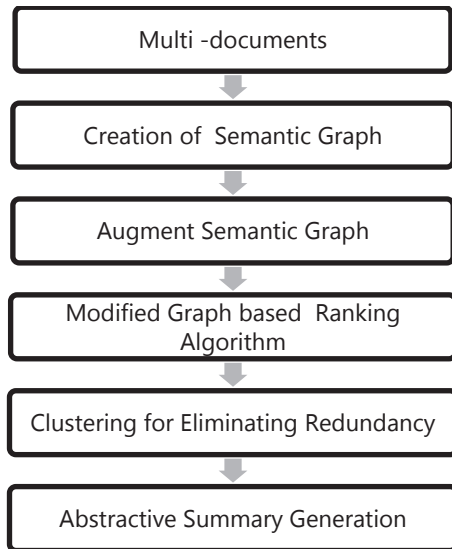 Multi -documents
Creation of Semantic Graph
Augment Semantic Graph
Modified Graph based Ranking
Algorithm
Clustering for Eliminating Redundancy
Abstractive Summary Generation